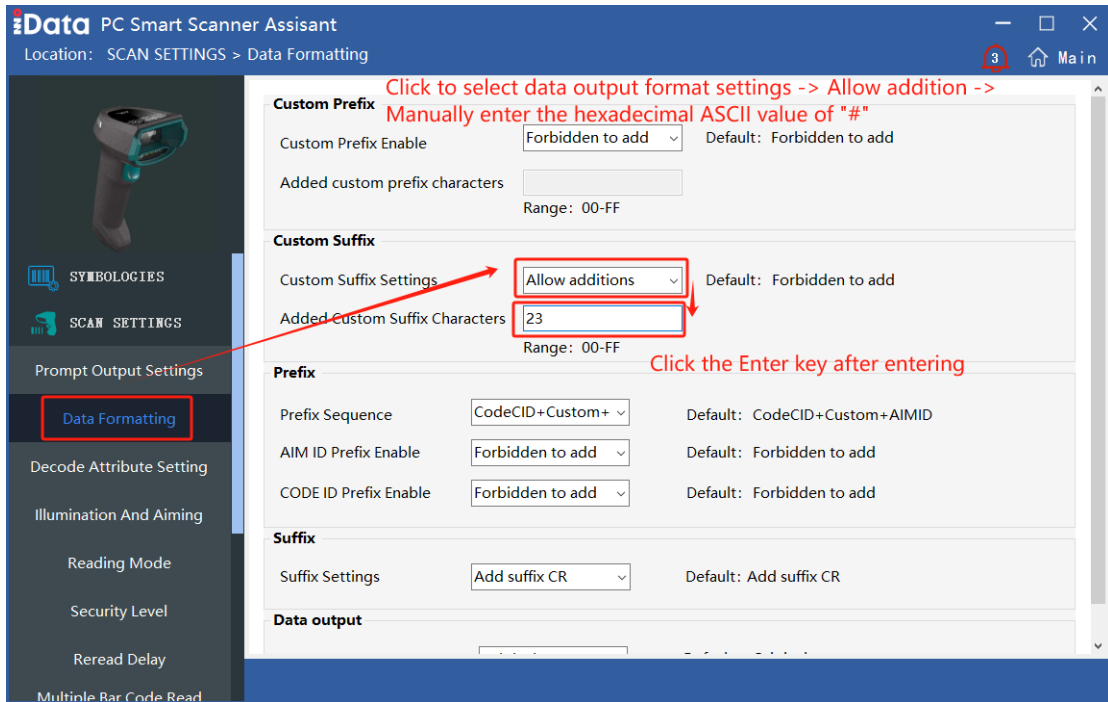 iData PC Smart Scanner Assisant
Location: SCAN SETTINGS > Data Formatting
3 Main
Click to select data output format settings -> Allow addition ->
Manually enter the hexadecimal ASCII value of "#"
Custom Prefix
Custom Prefix Enable Forbidden to add Default: Forbidden to add
Added custom prefix characters
Range: 00-FF
Custom Suffix
Custom Suffix Settings Allow additions Default: Forbidden to add
Added Custom Suffix Characters 23
Range: 00-FF
Click the Enter key after entering
Prefix
Prefix Sequence CodeCID+Custom+ Default: CodeCID+Custom+AIMID
AIM ID Prefix Enable Forbidden to add Default: Forbidden to add
CODE ID Prefix Enable Forbidden to add Default: Forbidden to add
Suffix
Suffix Settings Add suffix CR Default: Add suffix CR
Data output
SYMBOLOGIES
SCAN SETTINGS
Prompt Output Settings
Data Formatting
Decode Attribute Setting
Illumination And Aiming
Reading Mode
Security Level
Reread Delay
Multiple Bar Code Read